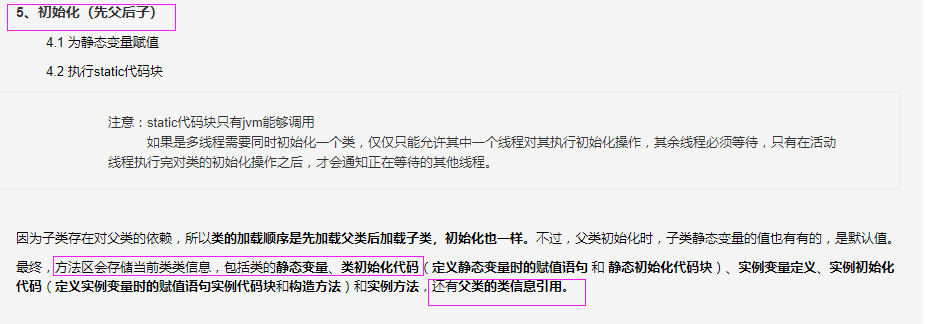 5、初始化（先父后子）
4.1 为静态变量赋值
4.2 执行static代码块
注意：static代码块只有jvm能够调用
如果是多线程需要同时初始化一个类，仅仅只能允许其中一个线程对其执行初始化操作，其余线程必须等待，只有在活动
线程执行完对类的初始化操作之后，才会通知正在等待的其他线程。
因为子类存在对父类的依赖，所以类的加载顺序是先加载父类后加载子类，初始化也一样。不过，父类初始化时，子类静态变量的值也有有的，是默认值。
最终，方法区会存储当前类类信息，包括类的静态变量、类初始化代码（定义静态变量时的赋值语句 和 静态初始化代码块）、实例变量定义、实例初始化
代码（定义实例变量时的赋值语句实例代码块和构造方法）和实例方法，还有父类的类信息引用。